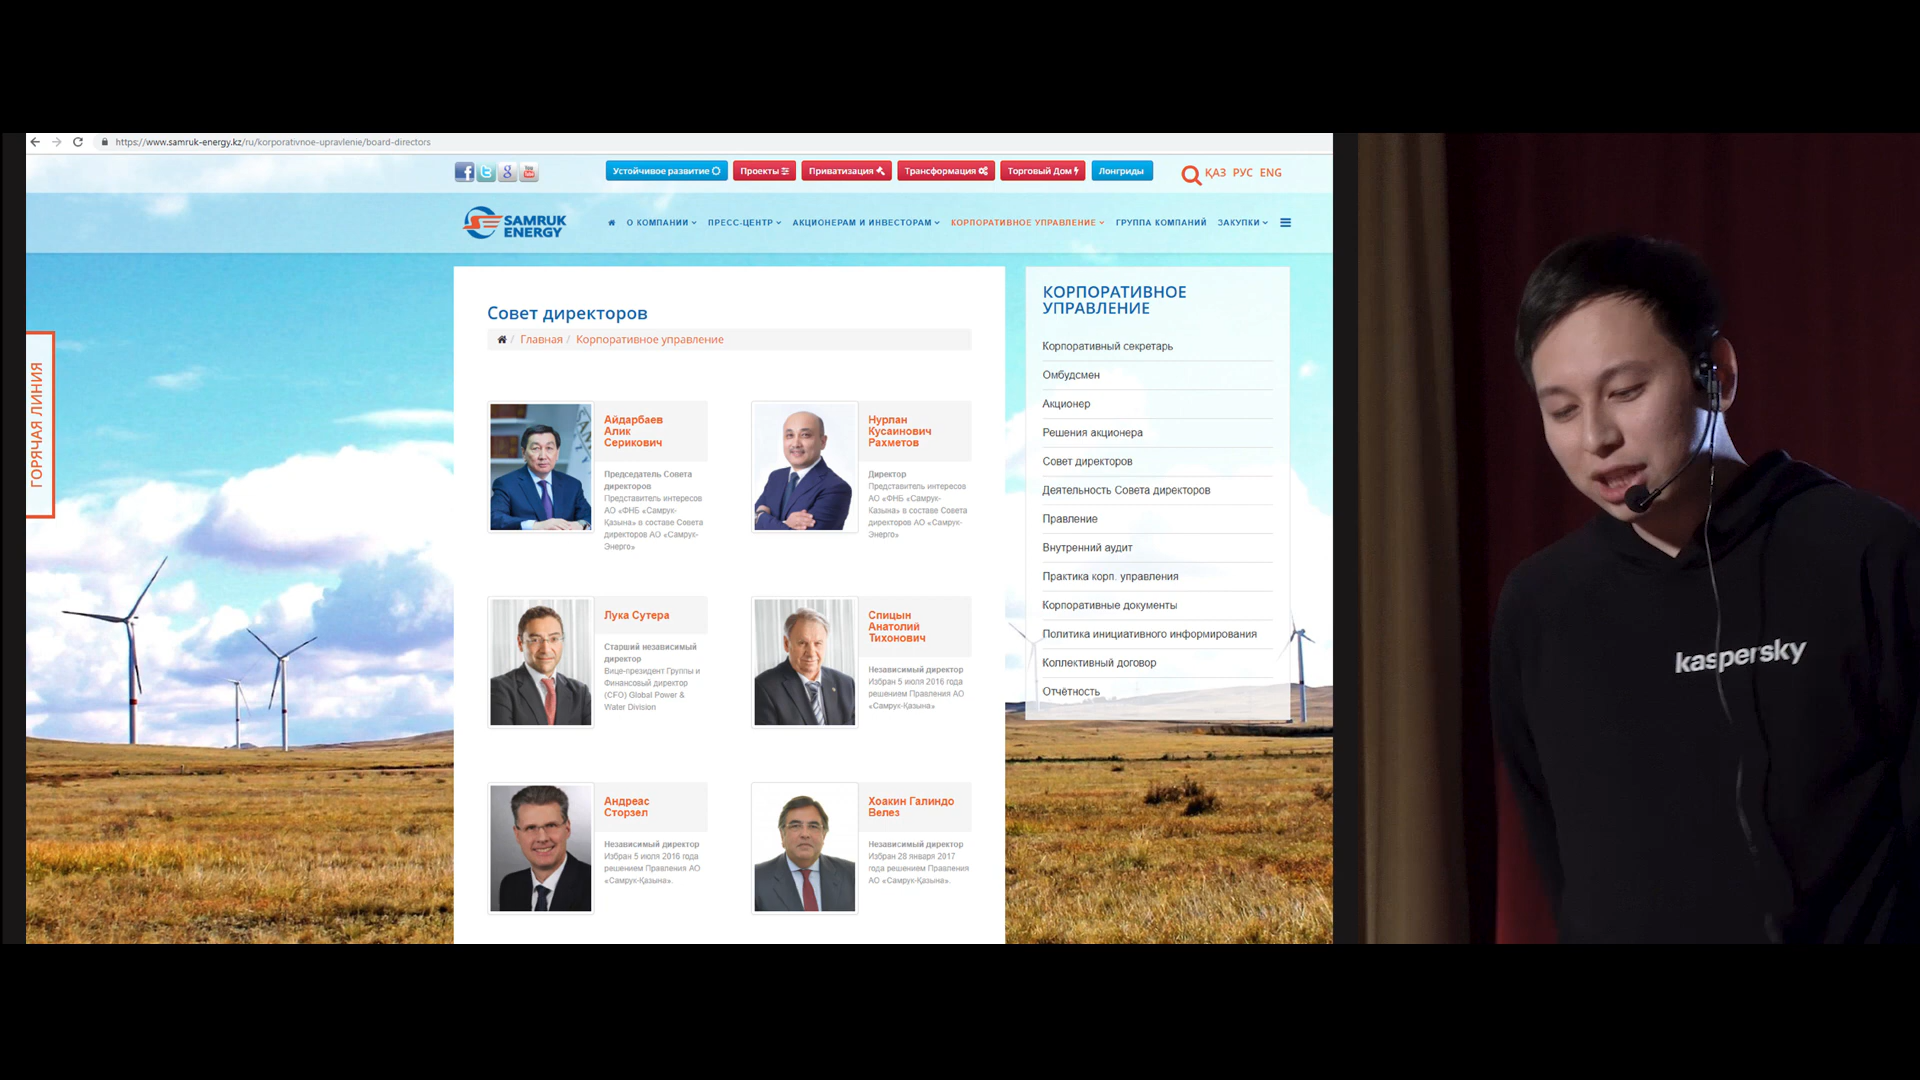 https://www.samruk-energy.kz/ru/korporativnoe-upravlenie/board-directors
Устойчивое развитие
Проекты
Приватизация
Трансформация
Торговый Дом
Лонгриды
ҚАЗ РУС ENG
SAMRUK
ENERGY
О КОМПАНИИ
ПРЕСС-ЦЕНТР
АКЦИОНЕРАМ И ИНВЕСТОРАМ
КОРПОРАТИВНОЕ УПРАВЛЕНИЕ
ГРУППА КОМПАНИЙ
ЗАКУПКИ
ГОРЯЧАЯ ЛИНИЯ
Совет директоров
/ Главная / Корпоративное управление
Айдарбаев
Алик
Серикович
Председатель Совета
директоров
Представитель интересов
АО «ФНБ «Самрук-
Қазына» в составе Совета
директоров АО «Самрук-
Энерго»
Нурлан
Кусаинович
Рахметов
Директор
Представитель интересов
АО «ФНБ «Самрук-
Казына» в составе Совета
директоров АО «Самрук-
Энерго»
Лука Сутера
Старший независимый
директор
Вице-президент Группы и
Финансовый директор
(CFO) Global Power &
Water Division
Спицын
Анатолий
Тихонович
Независимый директор
Избран 5 июля 2016 года
решением Правления АО
«Самрук-Қазына»
Андреас
Сторзел
Независимый директор
Избран 5 июля 2016 года
решением Правления АО
«Самрук-Қазына».
Хоакин Галиндо
Велез
Независимый директор
Избран 28 января 2017
года решением Правления
АО «Самрук-Қазына».
КОРПОРАТИВНОЕ
УПРАВЛЕНИЕ
Корпоративный секретарь
Омбудсмен
Акционер
Решения акционера
Совет директоров
Деятельность Совета директоров
Правление
Внутренний аудит
Практика корп. управления
Корпоративные документы
Политика инициативного информирования
Коллективный договор
Отчётность
kaspersky